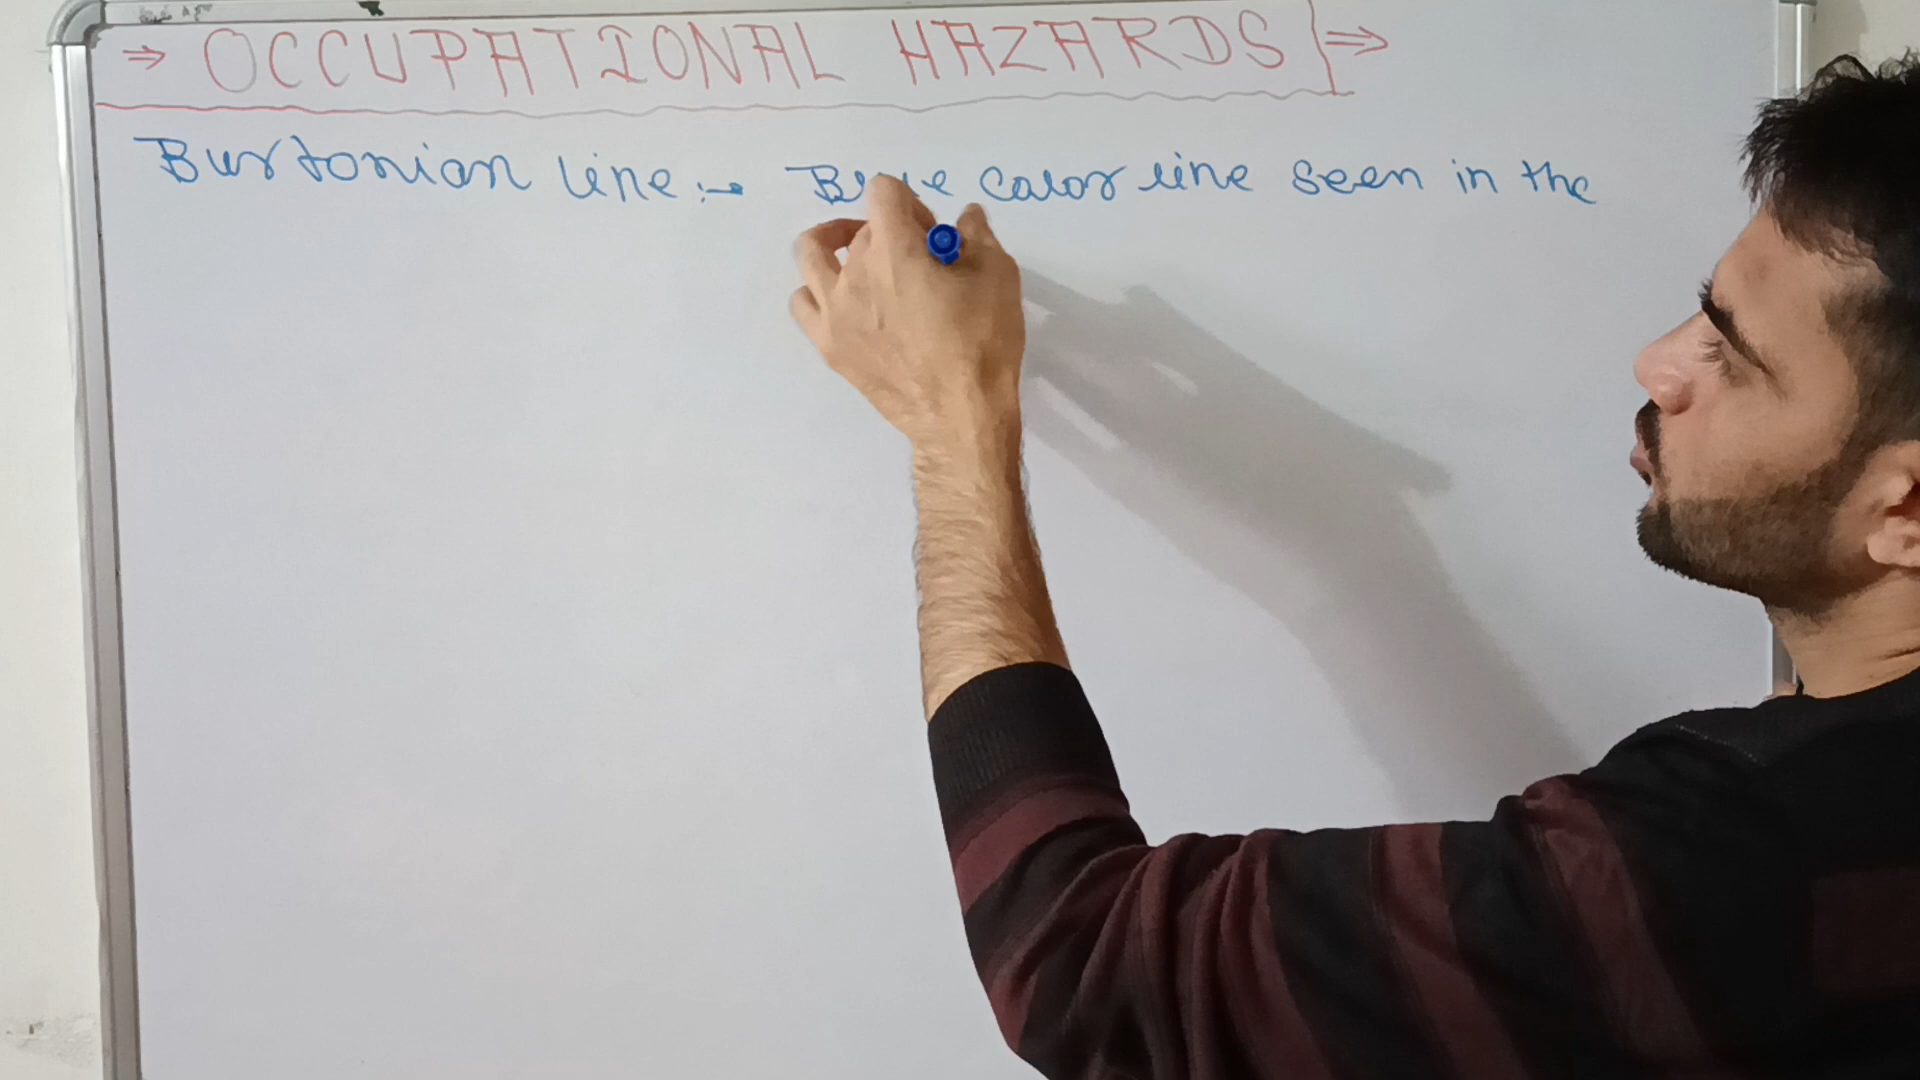 ⇒ OCCUPATIONAL HAZARDS}⇒
Burtonian line:→ Blue color line seen in the